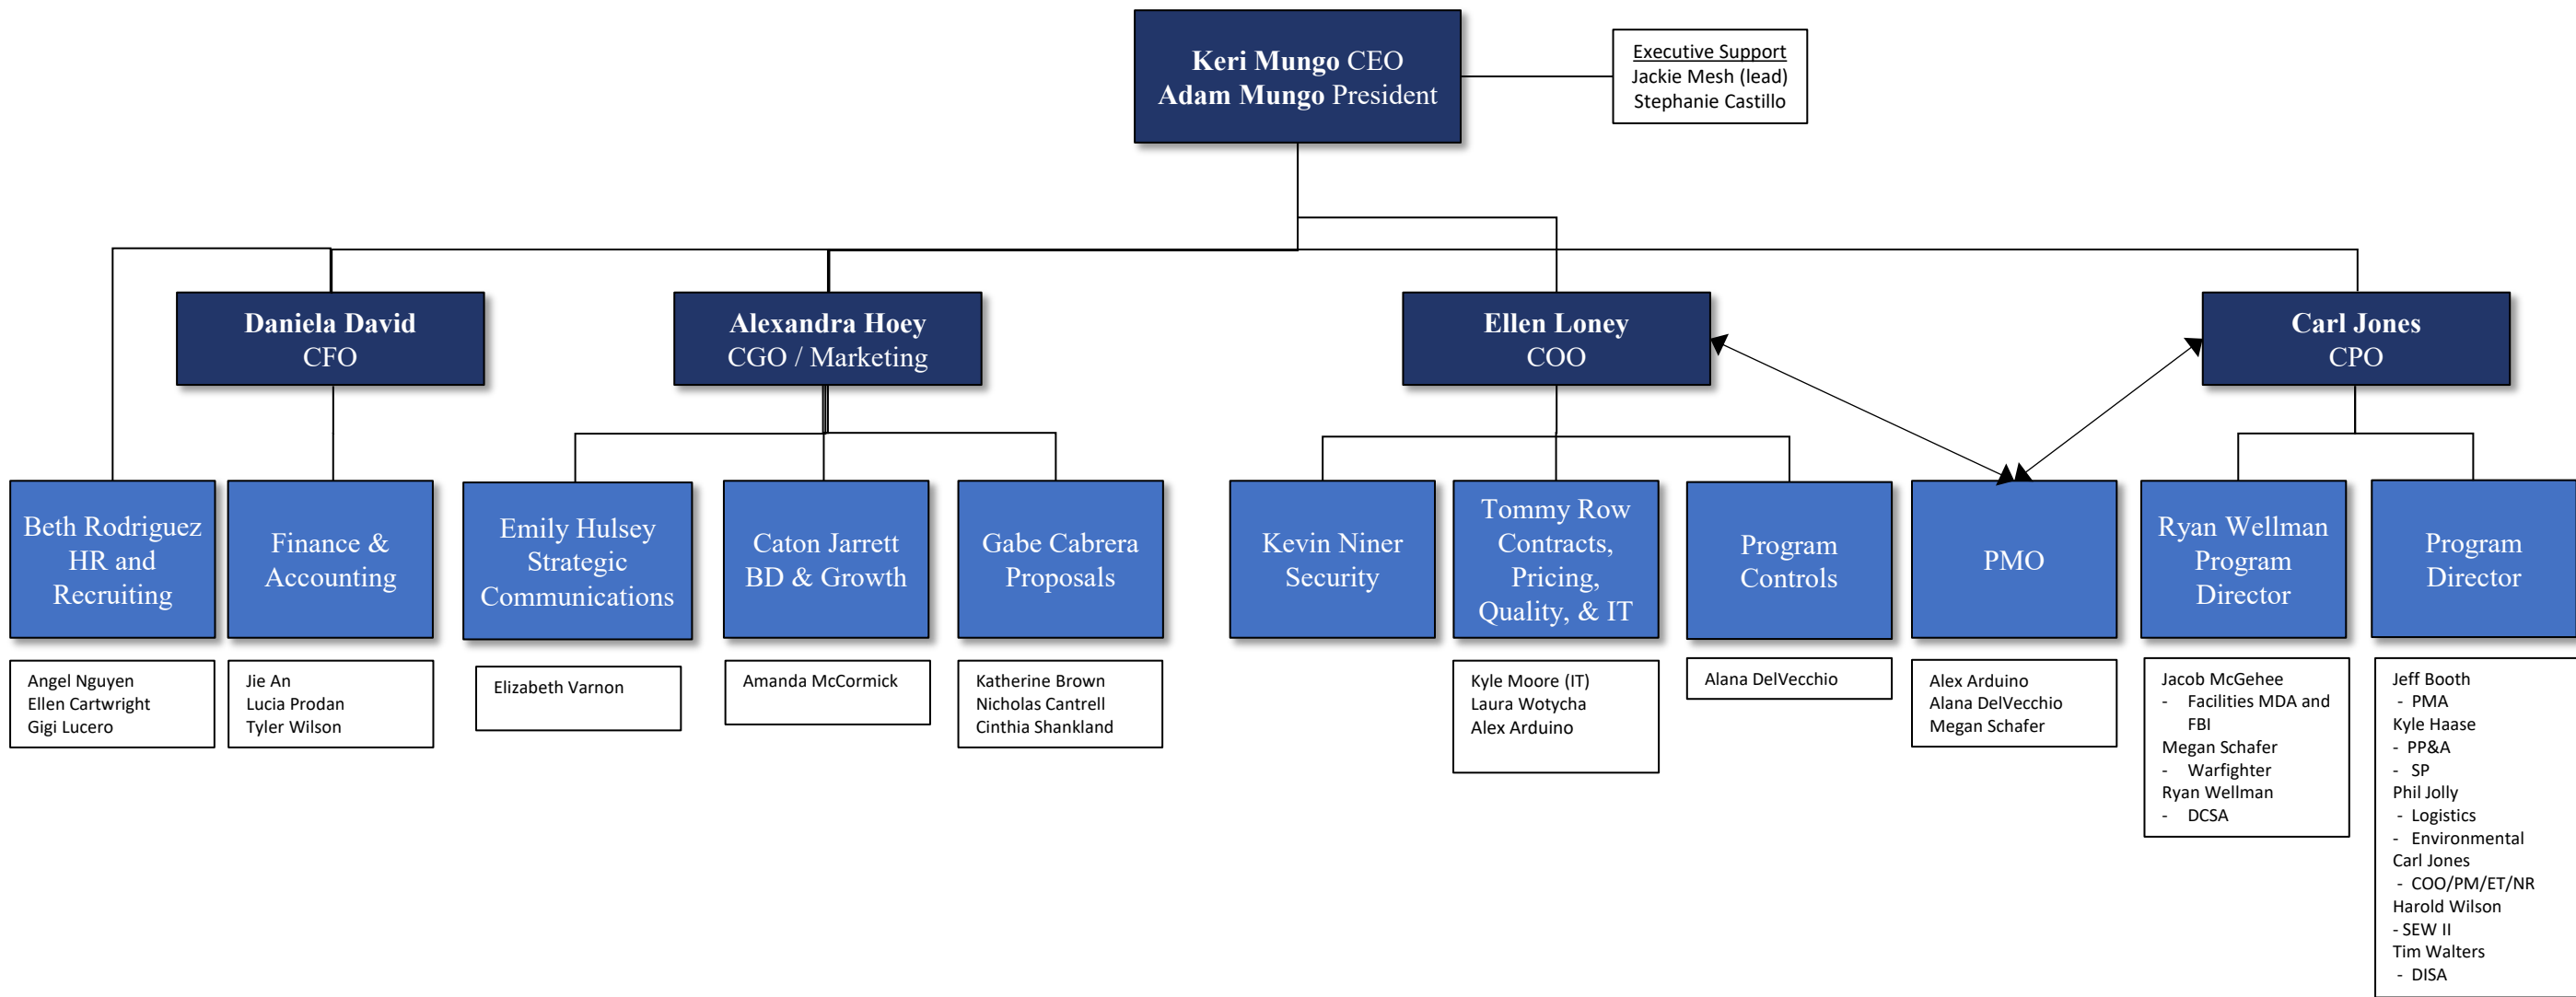 Keri Mungo CEO
Adam Mungo President
Executive Support
Jackie Mesh (lead)
Stephanie Castillo
Daniela David
CFO
Alexandra Hoey
CGO / Marketing
Ellen Loney
COO
Carl Jones
CPO
Beth Rodriguez
HR and
Recruiting
Finance &
Accounting
Emily Hulsey
Strategic
Communications
Caton Jarrett
BD & Growth
Gabe Cabrera
Proposals
Kevin Niner
Security
Tommy Row
Contracts,
Pricing,
Quality, & IT
Program
Controls
PMO
Ryan Wellman
Program
Director
Program
Director
Angel Nguyen
Ellen Cartwright
Gigi Lucero
Jie An
Lucia Prodan
Tyler Wilson
Elizabeth Varnon
Amanda McCormick
Katherine Brown
Nicholas Cantrell
Cinthia Shankland
Kyle Moore (IT)
Laura Wotycha
Alex Arduino
Alana DelVecchio
Alex Arduino
Alana DelVecchio
Megan Schafer
Jacob McGehee
- Facilities MDA and
FBI
Megan Schafer
- Warfighter
Ryan Wellman
- DCSA
Jeff Booth
- PMA
Kyle Haase
- PP&A
- SP
Phil Jolly
- Logistics
- Environmental
Carl Jones
- COO/PM/ET/NR
Harold Wilson
- SEW II
Tim Walters
- DISA